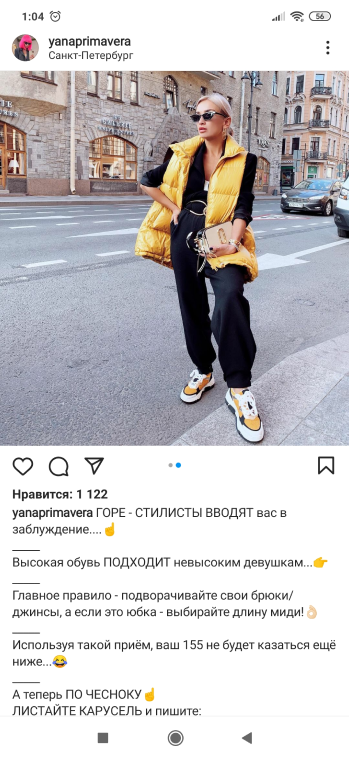 1:04
56
yanaprimavera
Санкт-Петербург
Нравится: 1 122
yanaprimavera ГОРЕ - СТИЛИСТЫ ВВОДЯТ вас в
заблуждение....☝️
____
Высокая обувь ПОДХОДИТ невысоким девушкам...👉
____
Главное правило - подворачивайте свои брюки/
джинсы, а если это юбка - выбирайте длину миди!👌🏻
____
Используя такой приём, ваш 155 не будет казаться ещё
ниже...😂
____
А теперь ПО ЧЕСНОКУ☝️
ЛИСТАЙТЕ КАРУСЕЛЬ и пишите: